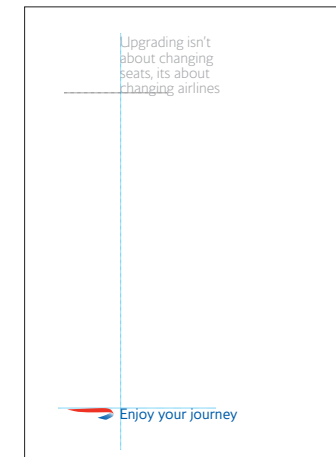 Upgrading isn't
about changing
seats, its about
changing airlines
Enjoy your journey